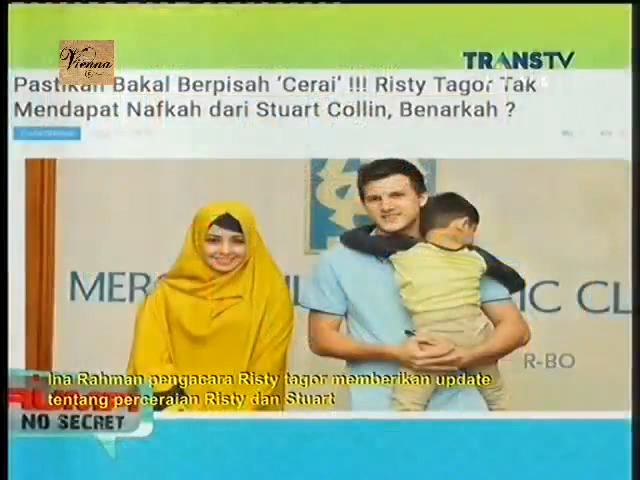 Vienna
TRANSTV
Pastikan Bakal Berpisah 'Cerai' !!! Risty Tagor Tak
Mendapat Nafkah dari Stuart Collin, Benarkah ?
MER
IC CL
R-BO
Ina Rahman pengacara Risty tagor memberikan update
tentang perceraian Risty dan Stuart
NO SECRET